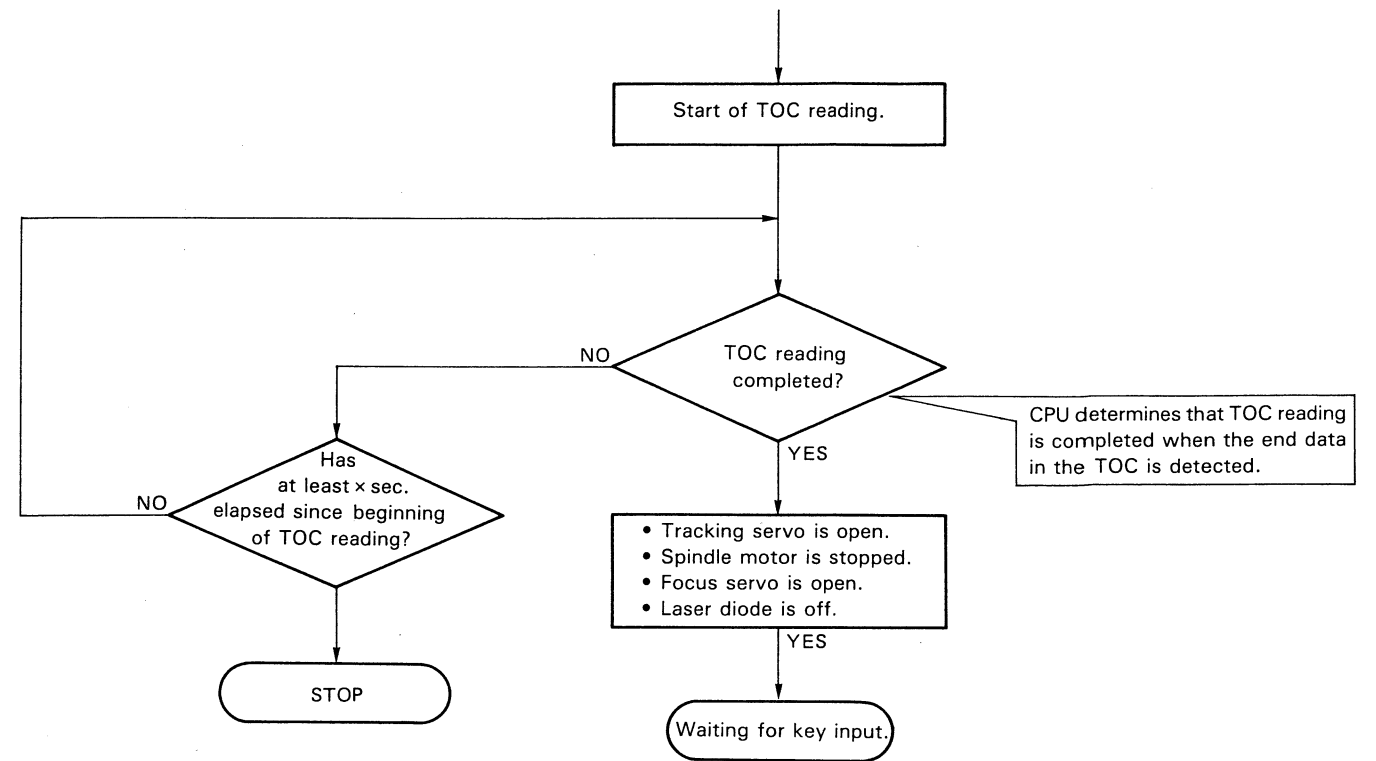 Start of TOC reading.
NO
TOC reading
completed?
CPU determines that TOC reading
is completed when the end data
in the TOC is detected.
YES
Has
at least × sec.
elapsed since beginning
of TOC reading?
NO
• Tracking servo is open.
• Spindle motor is stopped.
• Focus servo is open.
• Laser diode is off.
YES
STOP
Waiting for key input.